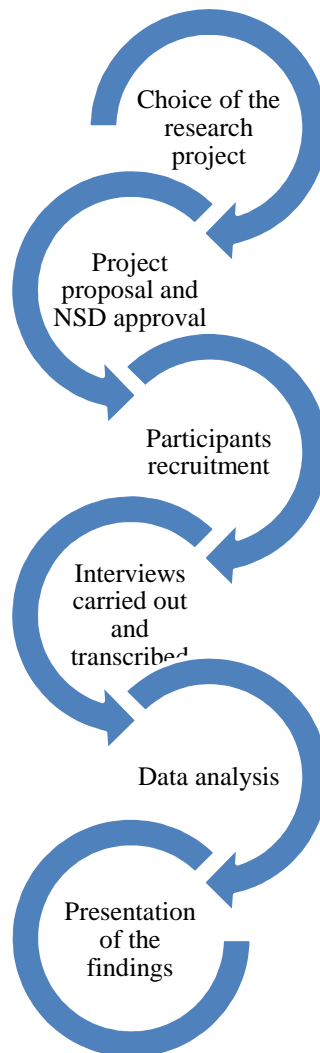 Choice of the
research
project
Project
proposal and
NSD approval
Participants
recruitment
Interviews
carried out
and
transcribed
Data analysis
Presentation
of the
findings